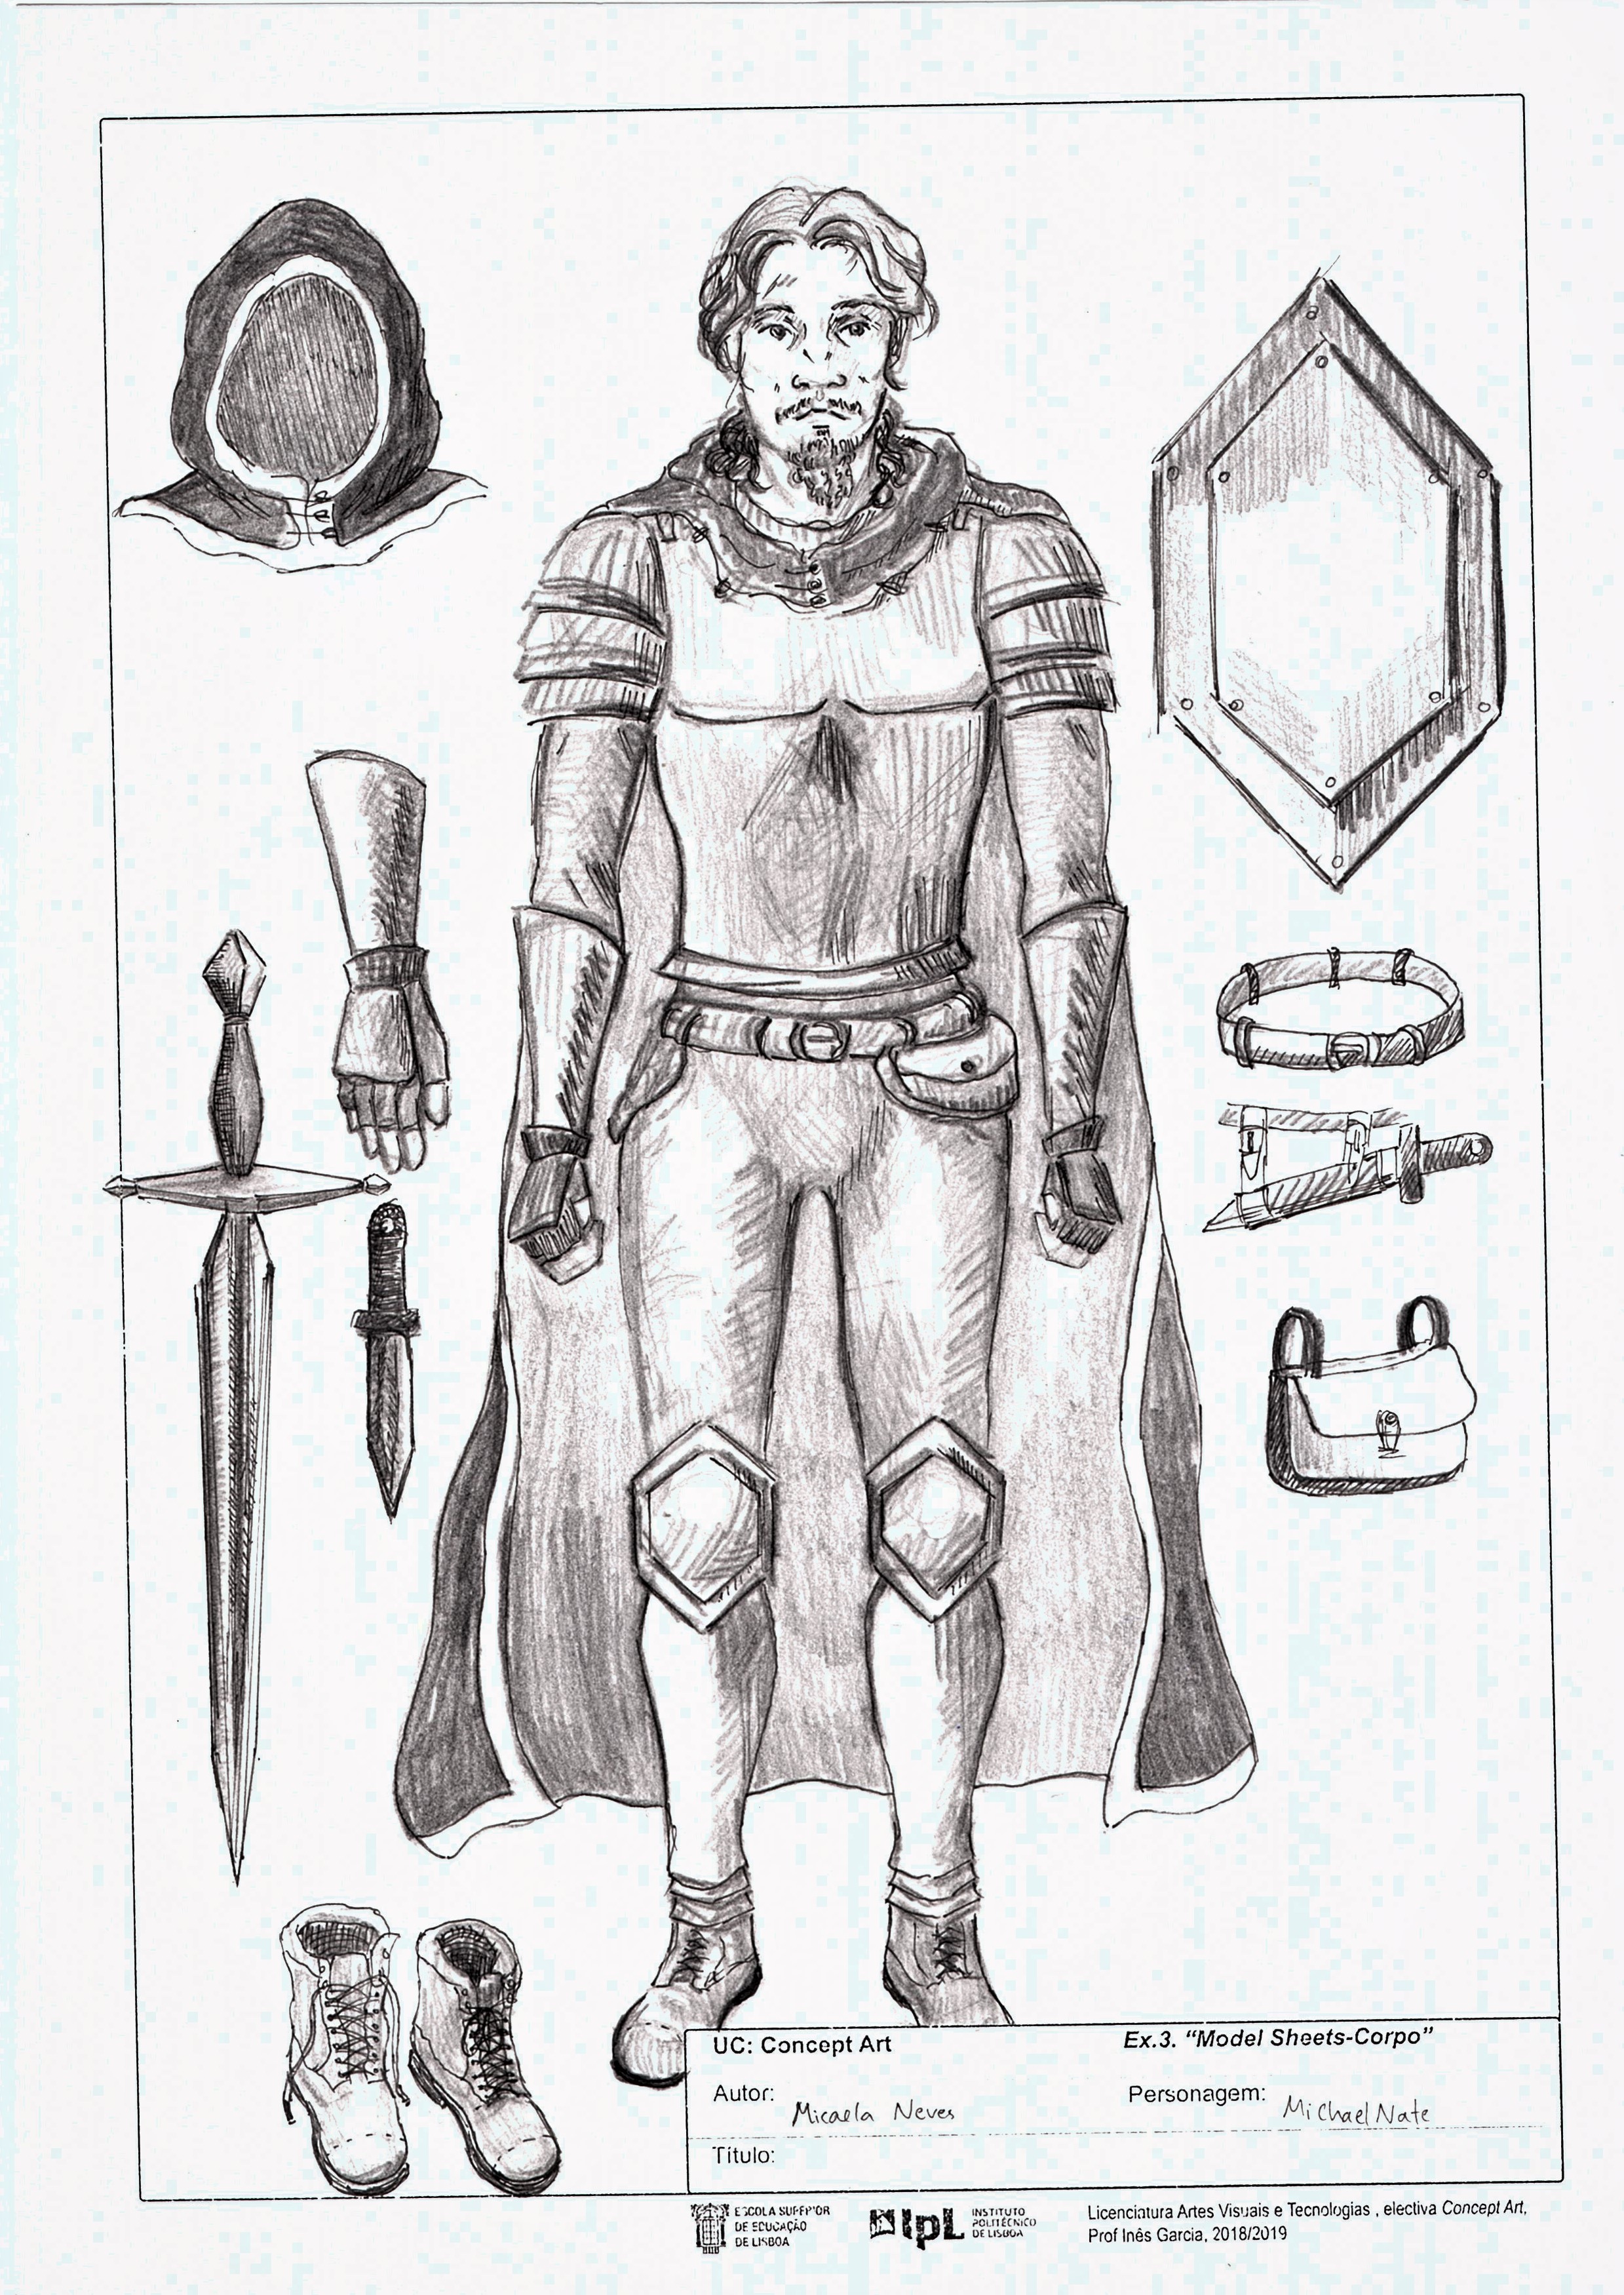 UC: Concept Art
Ex.3. “Model Sheets-Corpo”
Autor: Micaela Neves
Personagem: Michael Nate
Título:
ESCOLA SUPERIOR
DE EDUCAÇÃO
DE LISBOA
IPL
INSTITUTO
POLITÉCNICO
DE LISBOA
Licenciatura Artes Visuais e Tecnologias , electiva Concept Art,
Prof Inês Garcia, 2018/2019